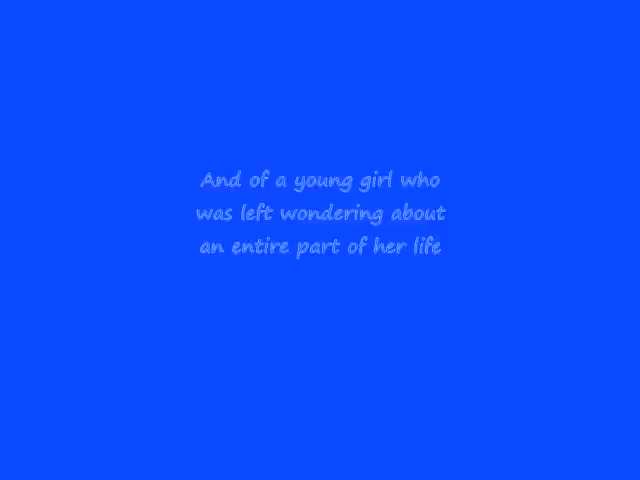 And of a young girl who
was left wondering about
an entire part of her life